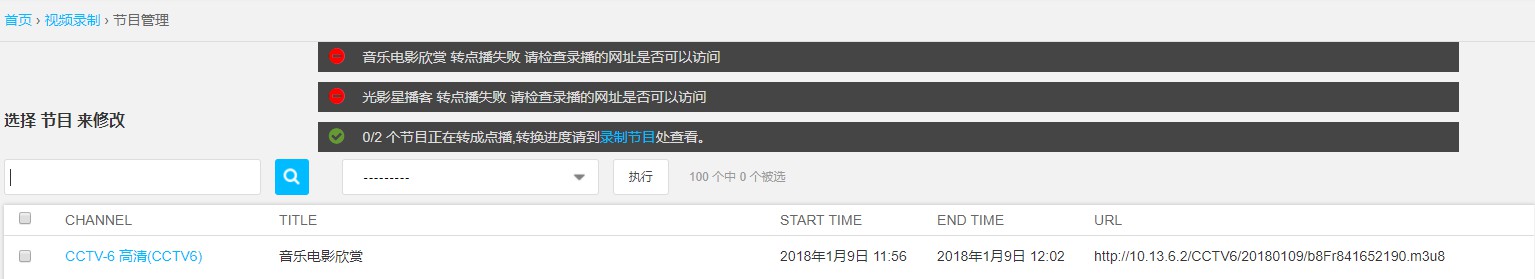 首页 › 视频录制 › 节目管理
音乐电影欣赏 转点播失败 请检查录播的网址是否可以访问
光影星播客 转点播失败 请检查录播的网址是否可以访问
选择 节目 来修改
0/2 个节目正在转成点播,转换进度请到录制节目处查看。
--------- 执行 100 个中 0 个被选
CHANNEL TITLE START TIME END TIME URL
CCTV-6 高清(CCTV6) 音乐电影欣赏 2018年1月9日 11:56 2018年1月9日 12:02 http://10.13.6.2/CCTV6/20180109/b8Fr841652190.m3u8